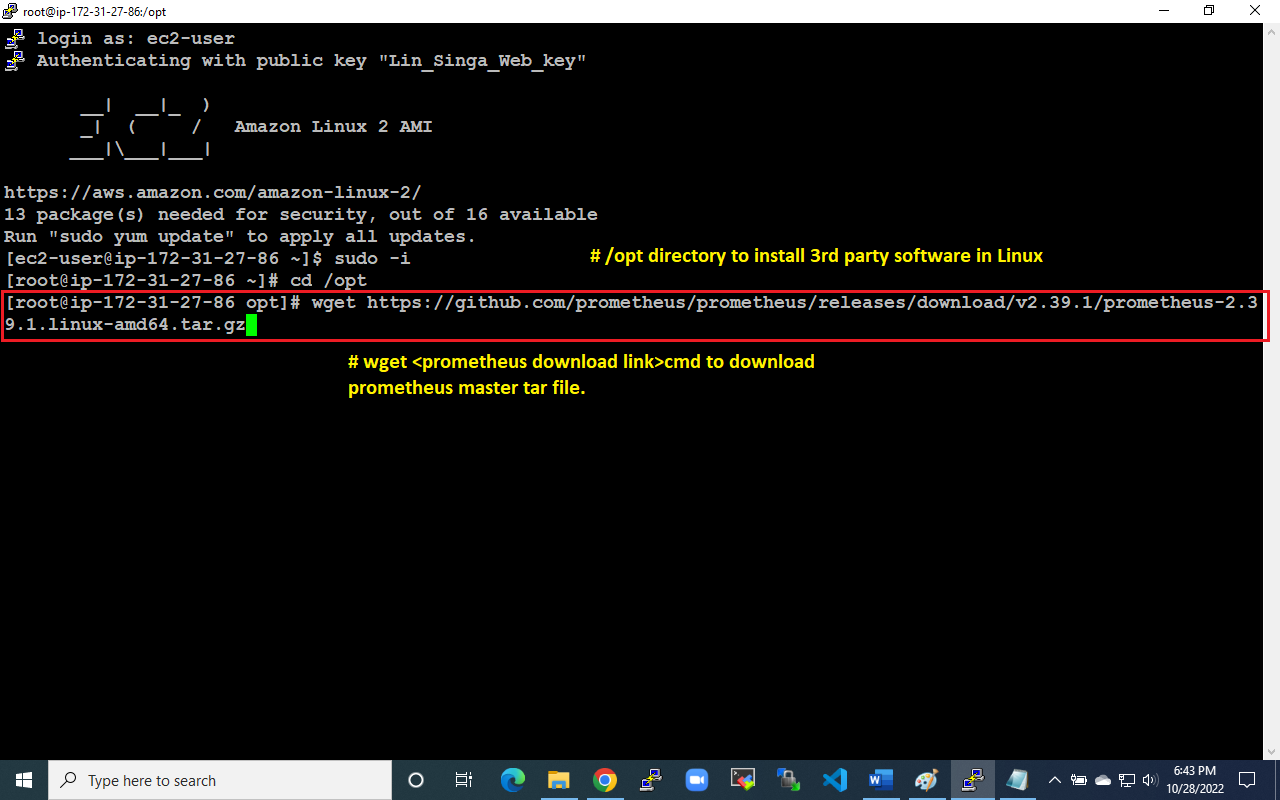 root@ip-172-31-27-86:/opt
login as: ec2-user
Authenticating with public key "Lin_Singa_Web_key"
       __|  __|_  )
       _|  (     /   Amazon Linux 2 AMI
      ___|\___|___|
https://aws.amazon.com/amazon-linux-2/
13 package(s) needed for security, out of 16 available
Run "sudo yum update" to apply all updates.
[ec2-user@ip-172-31-27-86 ~]$ sudo -i
# /opt directory to install 3rd party software in Linux
[root@ip-172-31-27-86 ~]# cd /opt
[root@ip-172-31-27-86 opt]# wget https://github.com/prometheus/prometheus/releases/download/v2.39.1/prometheus-2.3
9.1.linux-amd64.tar.gz
# wget <prometheus download link>cmd to download
prometheus master tar file.
Type here to search
6:43 PM
10/28/2022